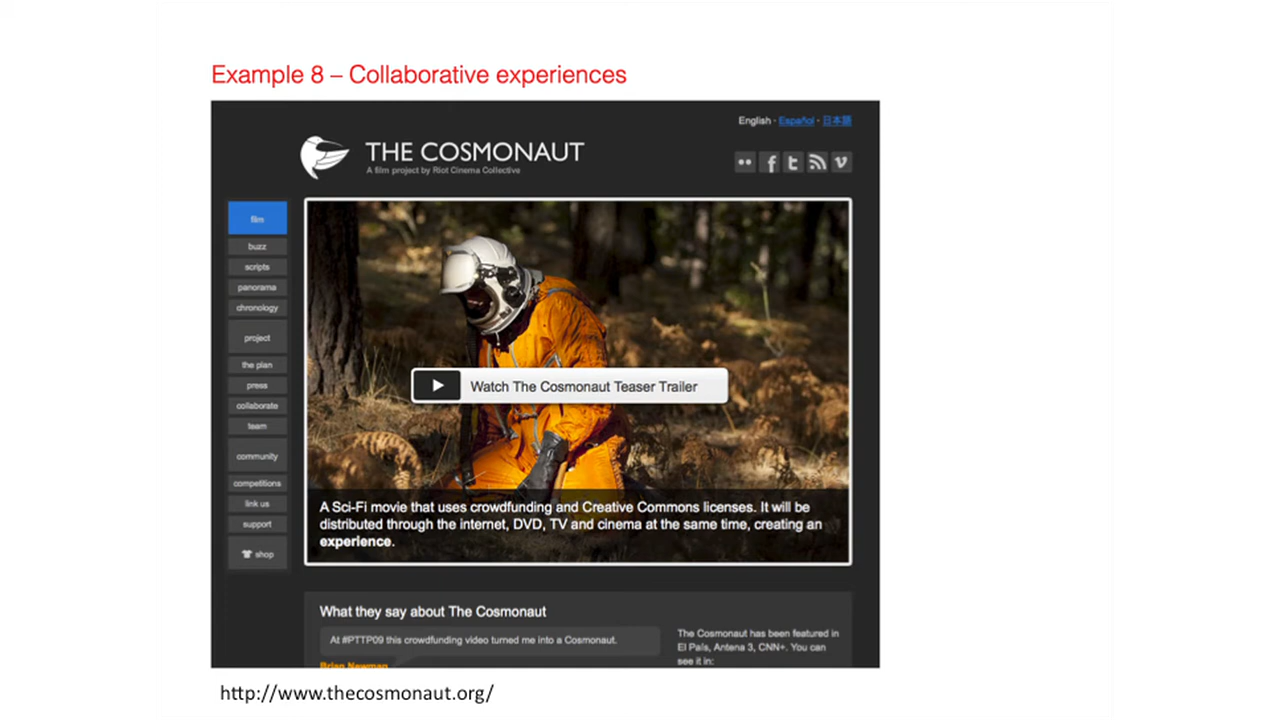 Example 8 – Collaborative experiences
English · Español · 日本語
THE COSMONAUT
A film project by Riot Cinema Collective
film
buzz
scripts
panorama
chronology
project
the plan
press
collaborate
team
community
competitions
link us
support
shop
Watch The Cosmonaut Teaser Trailer
A Sci-Fi movie that uses crowdfunding and Creative Commons licenses. It will be
distributed through the internet, DVD, TV and cinema at the same time, creating an
experience.
What they say about The Cosmonaut
At #PTTP09 this crowdfunding video turned me into a Cosmonaut.
Brian Newman
The Cosmonaut has been featured in
El País, Antena 3, CNN+. You can
see it in:
http://www.thecosmonaut.org/